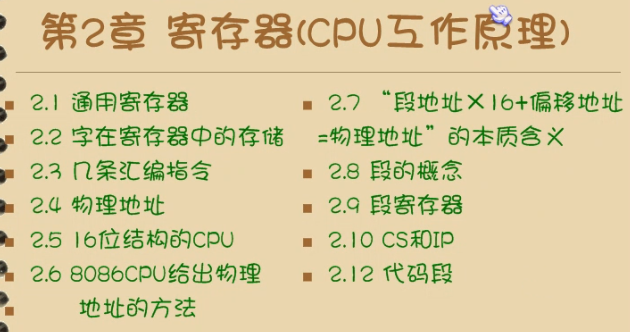 第2章 寄存器(CPU工作原理)
2.1 通用寄存器
2.2 字在寄存器中的存储
2.3 几条汇编指令
2.4 物理地址
2.5 16位结构的CPU
2.6 8086CPU给出物理
地址的方法
2.7 “段地址×16+偏移地址
=物理地址”的本质含义
2.8 段的概念
2.9 段寄存器
2.10 CS和IP
2.12 代码段